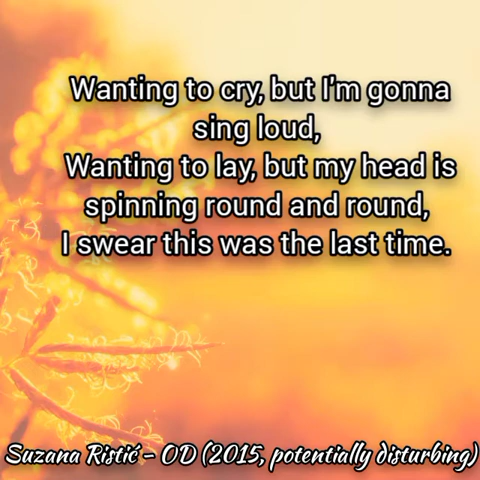 Wanting to cry, but I'm gonna
sing loud,
Wanting to lay, but my head is
spinning round and round,
I swear this was the last time.
Suzana Ristić - OD (2015, potentially disturbing)